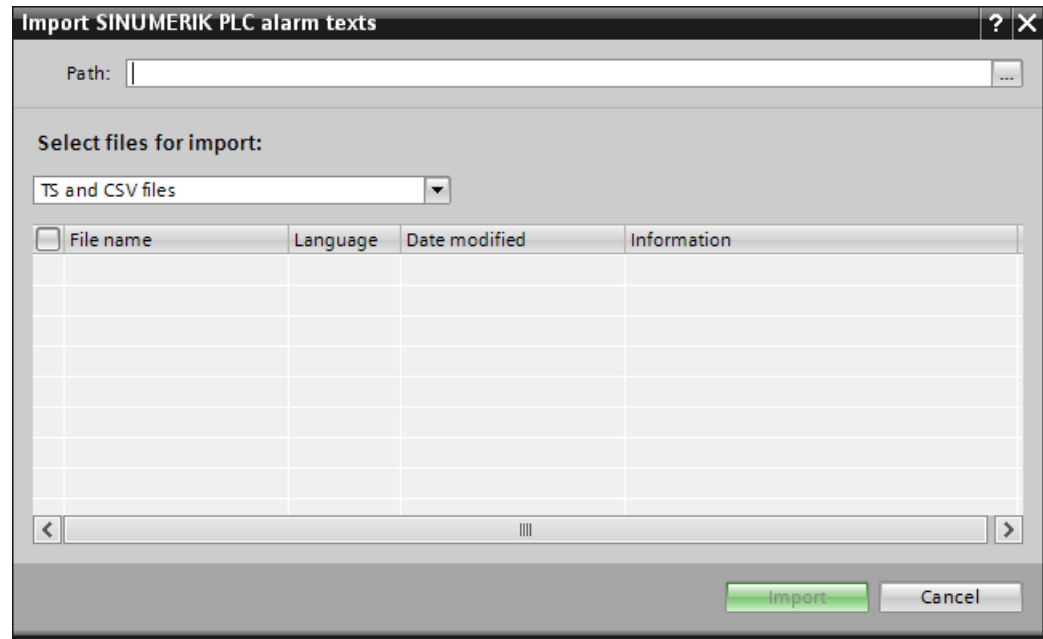 Import SINUMERIK PLC alarm texts ? X
Path: ...
Select files for import:
TS and CSV files
File name Language Date modified Information
Import Cancel